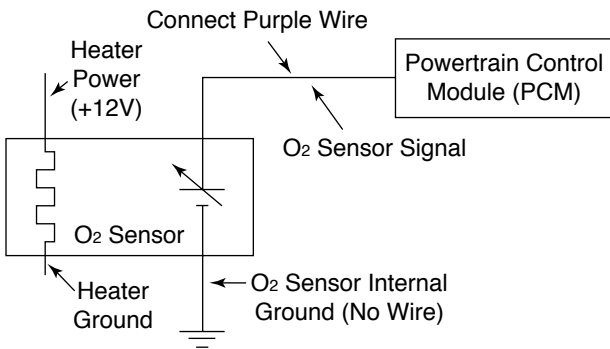 Connect Purple Wire
Heater
Power
(+12V)
Powertrain Control
Module (PCM)
O2 Sensor Signal
O2 Sensor
Heater
Ground
O2 Sensor Internal
Ground (No Wire)